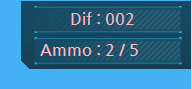 Dif : 002
Ammo : 2 / 5